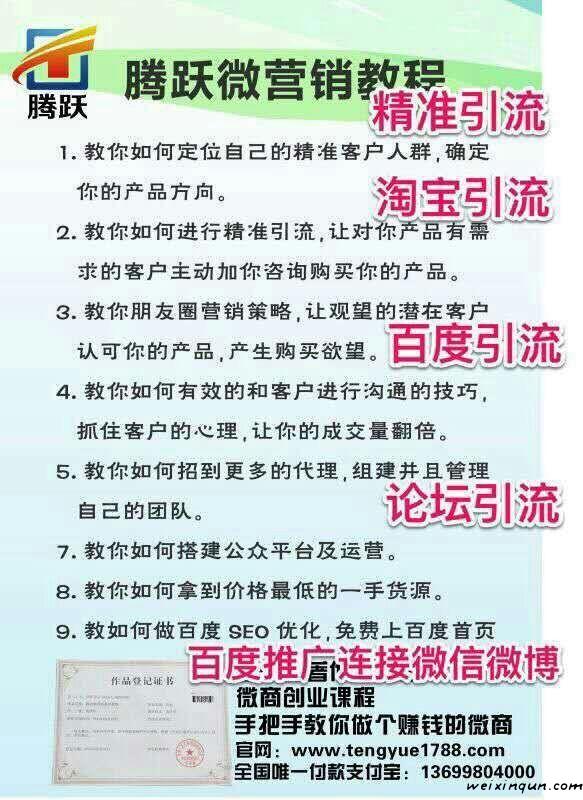 腾跃
腾跃微营销教程
精准引流
1. 教你如何定位自己的精准客户人群,确定
你的产品方向。
淘宝引流
2. 教你如何进行精准引流,让对你产品有需
求的客户主动加你咨询购买你的产品。
3. 教你朋友圈营销策略,让观望的潜在客户
认可你的产品,产生购买欲望。
百度引流
4. 教你如何有效的和客户进行沟通的技巧,
抓住客户的心理,让你的成交量翻倍。
5. 教你如何招到更多的代理,组建并且管理
自己的团队。
论坛引流
7. 教你如何搭建公众平台及运营。
8. 教你如何拿到价格最低的一手货源。
9. 教如何做百度 SEO 优化,免费上百度首页
百度推广连接微信微博
作品登记证书
微商创业课程
手把手教你做个赚钱的微商
官网：www.tengyue1788.com
全国唯一付款支付宝：13699804000
weixinqun.com